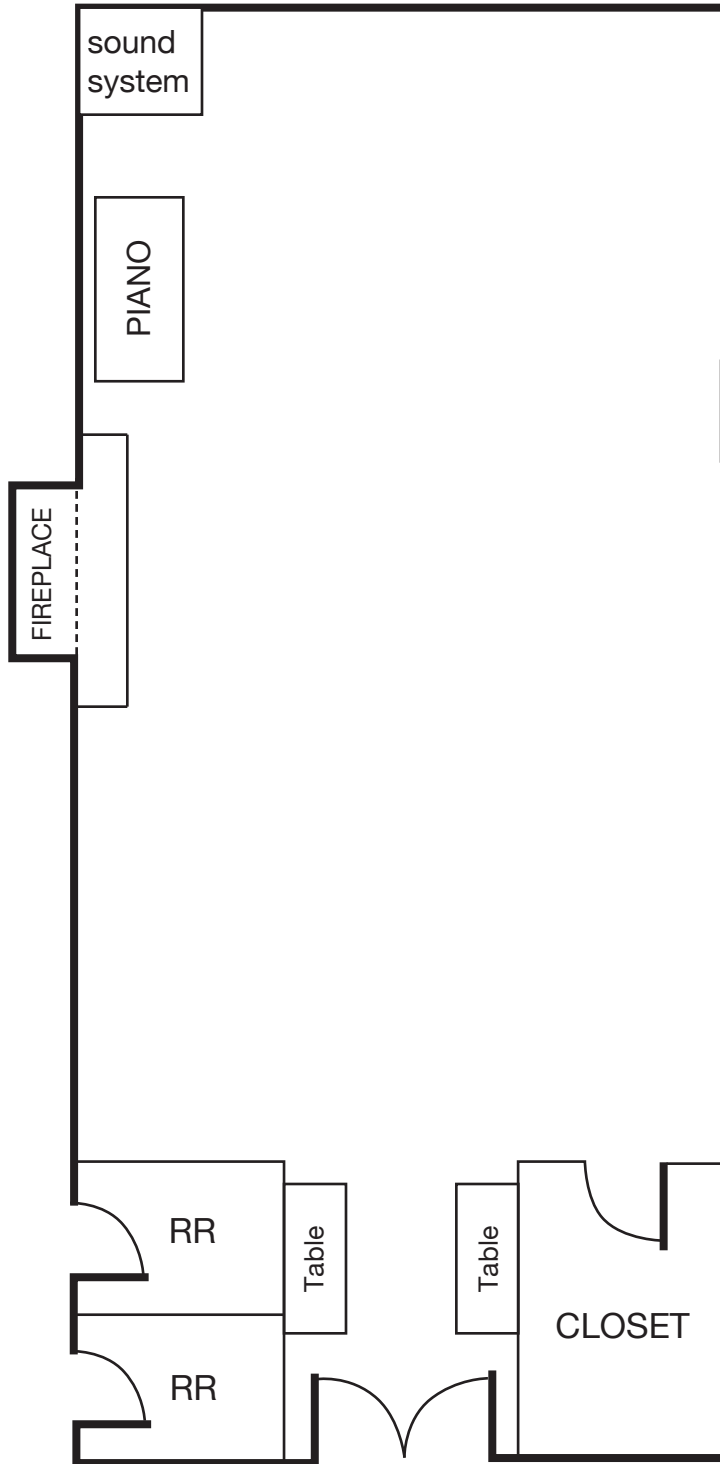 sound
system
PIANO
FIREPLACE
RR
Table
Table
CLOSET
RR